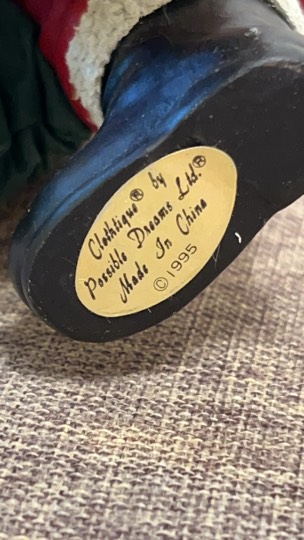 Clothtique® by
Possible Dreams Ltd.®
Made In China
©1995